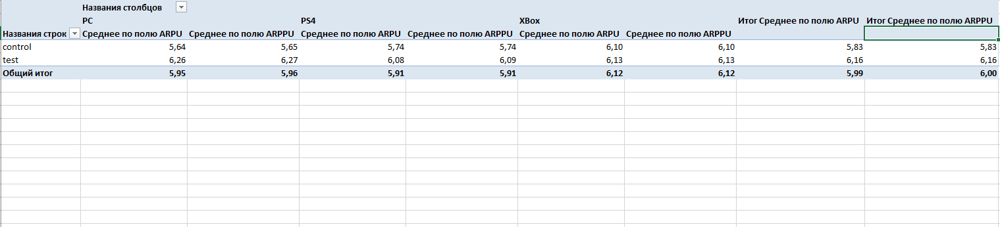 Названия столбцов
PC PS4 XBox Итог Среднее по полю ARPU Итог Среднее по полю ARPPU
Названия строк Среднее по полю ARPU Среднее по полю ARPPU Среднее по полю ARPU Среднее по полю ARPPU Среднее по полю ARPU Среднее по полю ARPPU
control 5,64 5,65 5,74 5,74 6,10 6,10 5,83 5,83
test 6,26 6,27 6,08 6,09 6,13 6,13 6,16 6,16
Общий итог 5,95 5,96 5,91 5,91 6,12 6,12 5,99 6,00